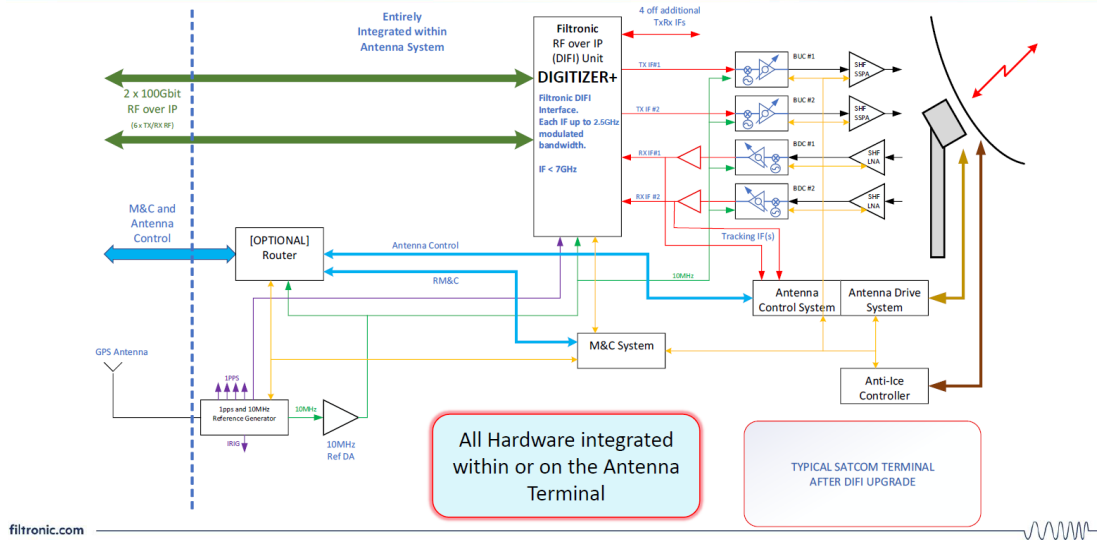 Entirely
Integrated within
Antenna System
Filtronic
RF over IP
(DIFI) Unit
DIGITIZER+
Filtronic DIFI
Interface.
Each IF up to 2.5GHz
modulated
bandwidth.
IF < 7GHz
4 off additional
TxRx IFs
TX IF#1
TX IF #2
RX IF#1
RX IF #2
BUC #1
BUC #2
BDC #1
BDC #2
SHF
SSPA
SHF
SSPA
SHF
LNA
SHF
LNA
2 x 100Gbit
RF over IP
(6 x TX/RX RF)
M&C and
Antenna
Control
[OPTIONAL]
Router
Antenna Control
RM&C
Tracking IF(s)
10MHz
Antenna
Control System
Antenna Drive
System
M&C System
Anti-Ice
Controller
GPS Antenna
1PPS
1pps and 10MHz
Reference Generator
10MHz
IRIG
10MHz
Ref DA
All Hardware integrated
within or on the Antenna
Terminal
TYPICAL SATCOM TERMINAL
AFTER DIFI UPGRADE
filtronic.com